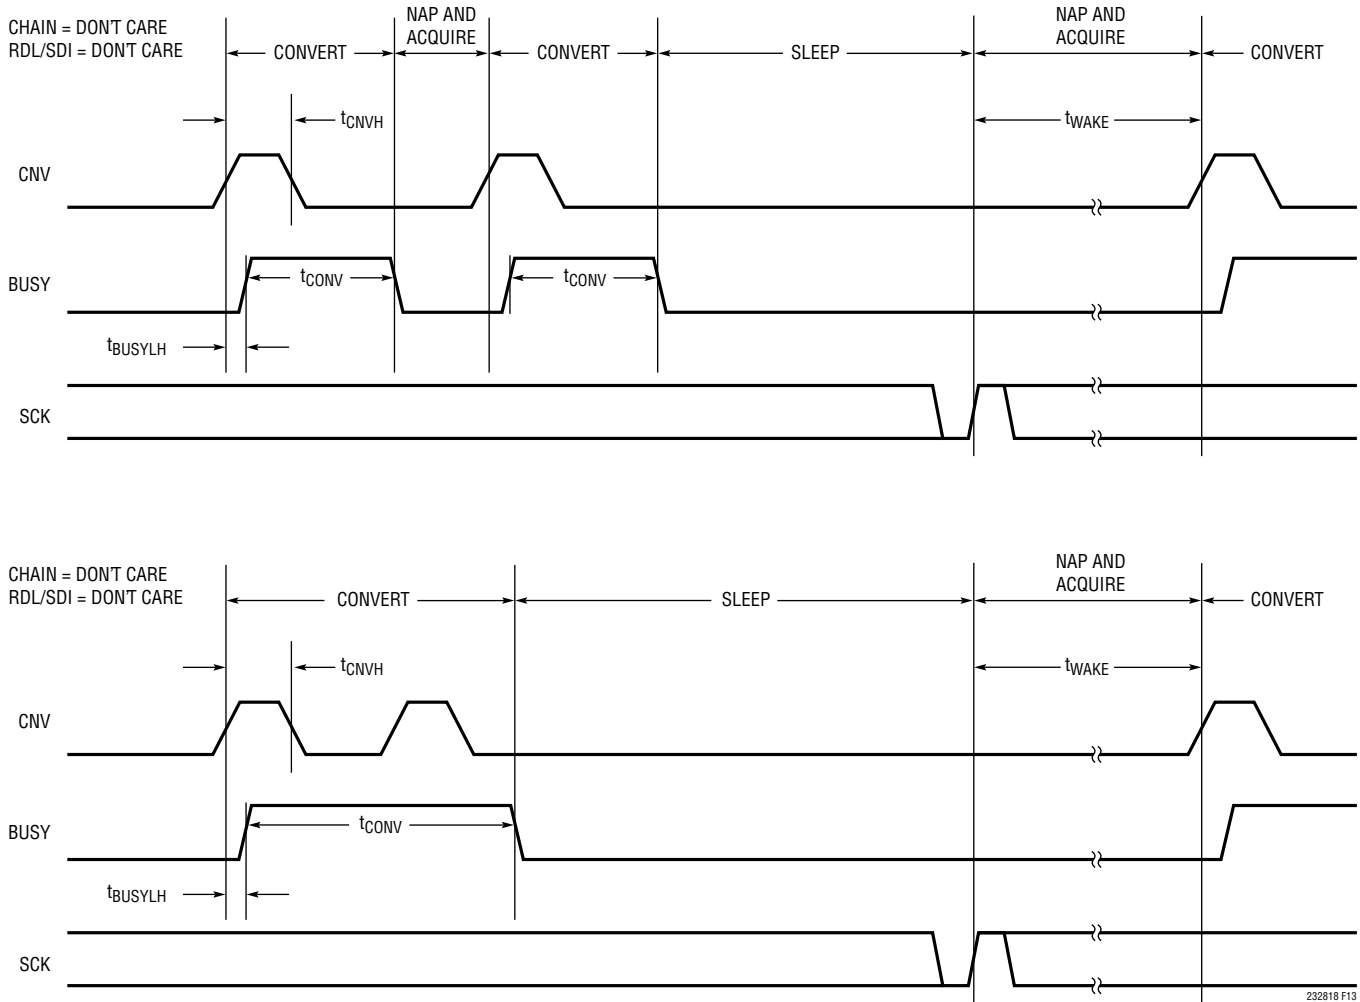 CHAIN = DON'T CARE
RDL/SDI = DON'T CARE
NAP AND
ACQUIRE
NAP AND
ACQUIRE
CONVERT
CONVERT
SLEEP
CONVERT
tCNVH
tWAKE
CNV
BUSY
tCONV
tCONV
tBUSYLH
SCK
CHAIN = DON'T CARE
RDL/SDI = DON'T CARE
NAP AND
ACQUIRE
CONVERT
SLEEP
CONVERT
tCNVH
tWAKE
CNV
BUSY
tCONV
tBUSYLH
SCK
232818 F13